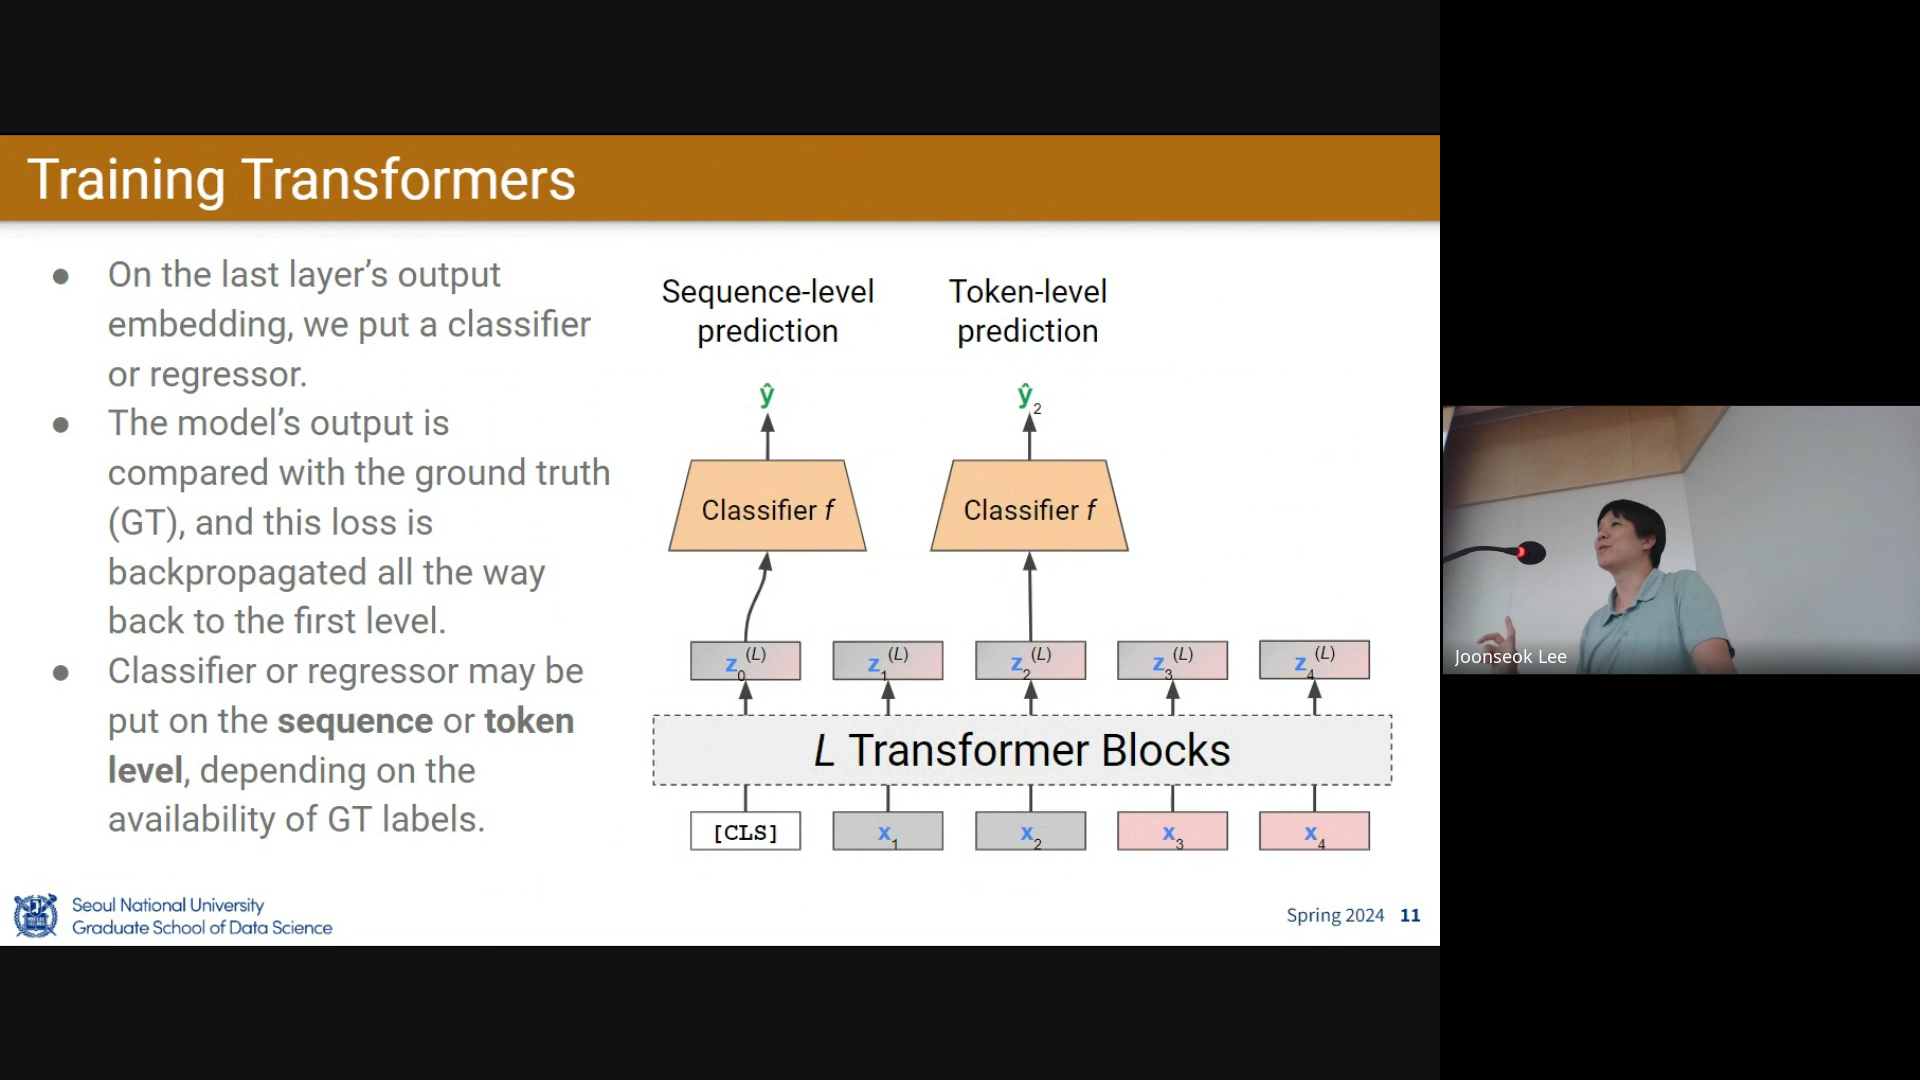 Training Transformers
● On the last layer's output
embedding, we put a classifier
or regressor.
● The model's output is
compared with the ground truth
(GT), and this loss is
backpropagated all the way
back to the first level.
● Classifier or regressor may be
put on the sequence or token
level, depending on the
availability of GT labels.
Sequence-level
prediction
Token-level
prediction
ŷ
ŷ2
Classifier f
Classifier f
z0(L) z1(L) z2(L) z3(L) z4(L)
L Transformer Blocks
[CLS] x1 x2 x3 x4
Seoul National University
Graduate School of Data Science
Spring 2024 11
Joonseok Lee